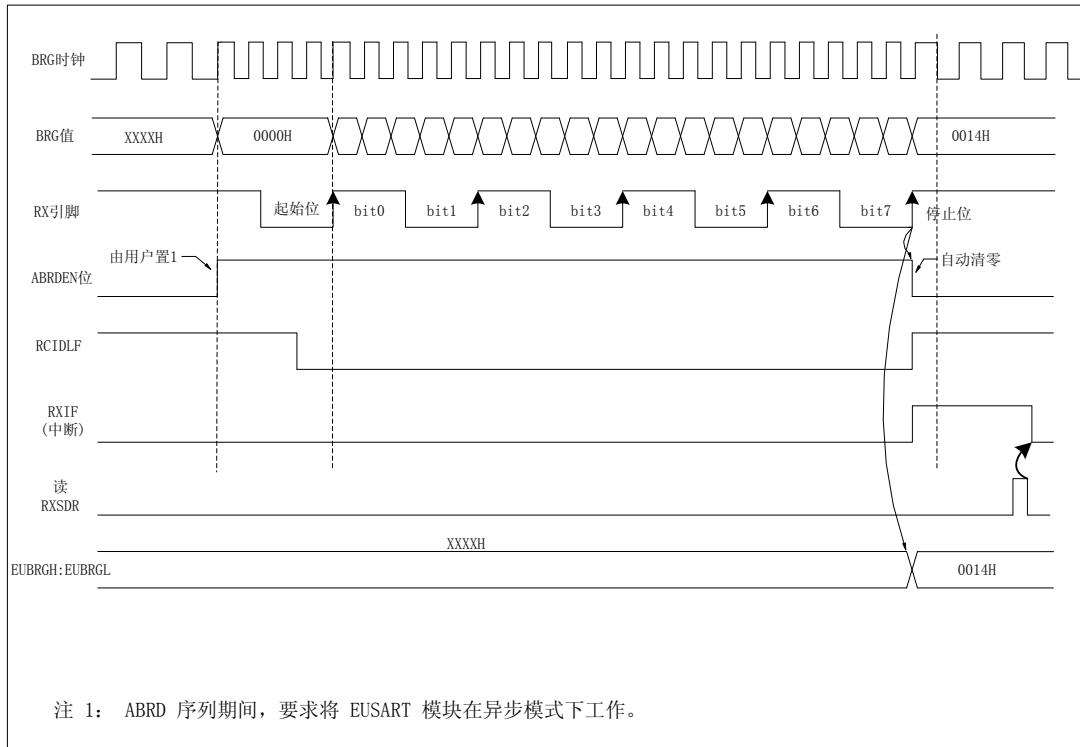 BRG时钟
BRG值
XXXXH
0000H
0014H
RX引脚
起始位
bit0
bit1
bit2
bit3
bit4
bit5
bit6
bit7
停止位
由用户置1
自动清零
ABRDEN位
RCIDLF
RXIF
(中断)
读
RXSDR
XXXXH
EUBRGH:EUBRGL
0014H
注 1: ABRD 序列期间，要求将 EUSART 模块在异步模式下工作。